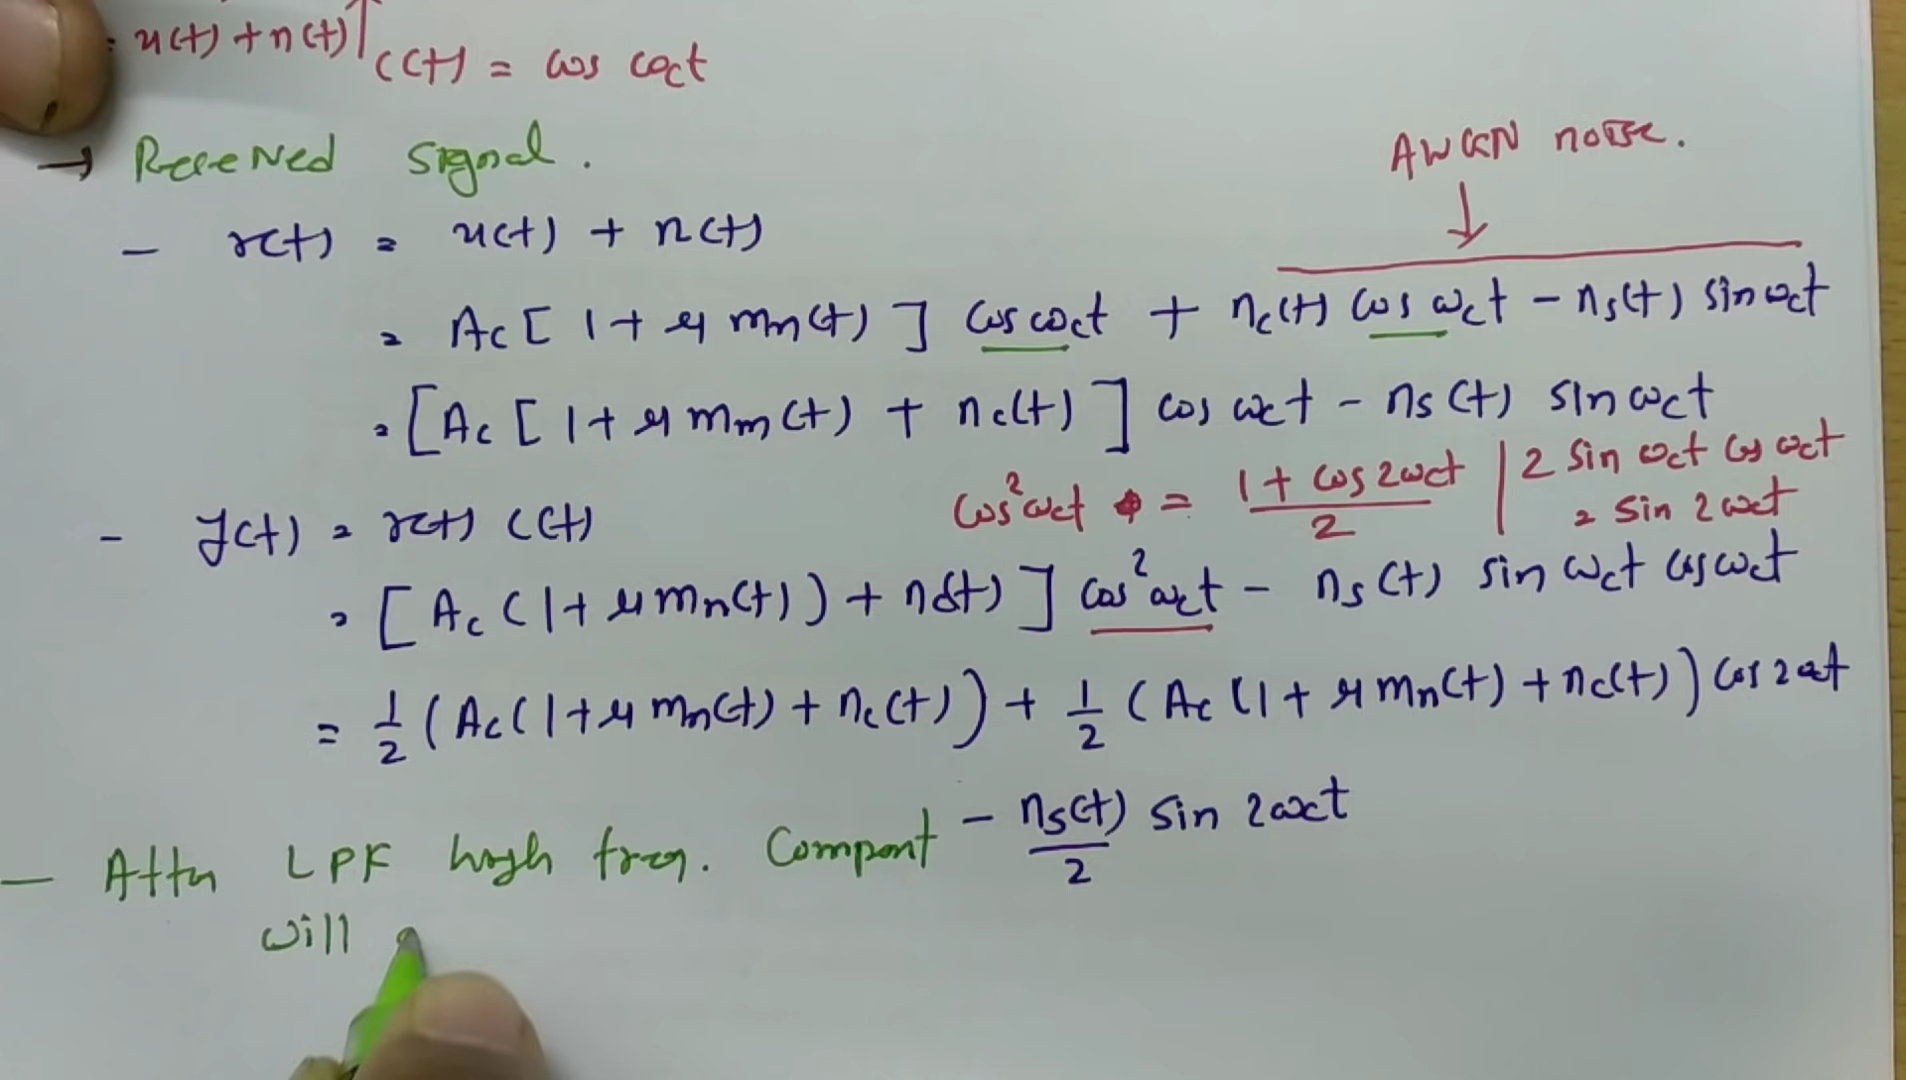 = x(t) + n(t) ↑ c(t) = cos ωct
→ Received signal.
AWGN noise.
↓
- r(t) = x(t) + n(t)
= Ac [ 1 + μ mn(t) ] cos ωct + nc(t) cos ωct - ns(t) sin ωct
= [ Ac [ 1 + μ mn(t) + nc(t) ] cos ωct - ns(t) sin ωct
cos²ωct = (1 + cos 2ωct)/2 | 2 sin ωct cos ωct
= sin 2ωct
- y(t) = r(t) c(t)
= [ Ac ( 1 + μ mn(t) ) + nc(t) ] cos²ωct - ns(t) sin ωct cos ωct
= 1/2 ( Ac ( 1 + μ mn(t) + nc(t) ) + 1/2 ( Ac ( 1 + μ mn(t) + nc(t) ) cos 2ωct
- ns(t)/2 sin 2ωct
- After LPF high freq. Compont
will